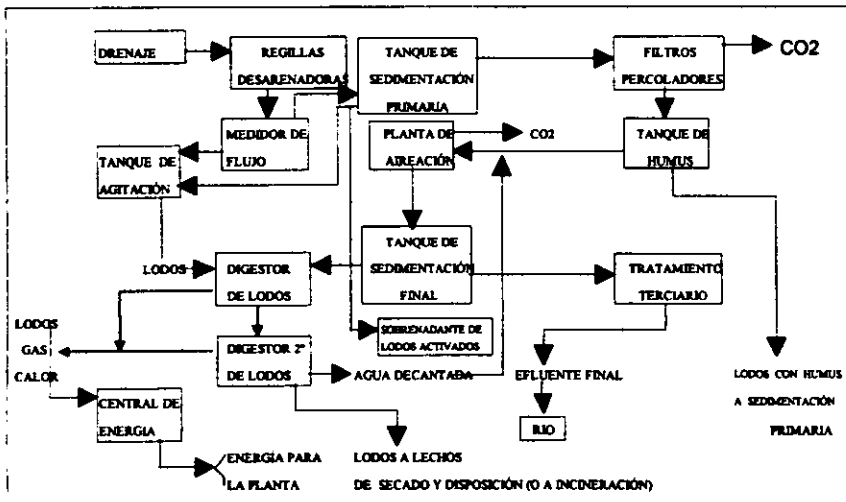 DRENAJE
REGILLAS
DESARENADORAS
TANQUE DE
SEDIMENTACIÓN
PRIMARIA
FILTROS
PERCOLADORES
CO2
MEDIDOR DE
FLUJO
PLANTA DE
AIREACIÓN
CO2
TANQUE DE
HUMUS
TANQUE DE
AGITACIÓN
TANQUE DE
SEDIMENTACIÓN
FINAL
LODOS
DIGESTOR
DE LODOS
TRATAMIENTO
TERCIARIO
LODOS
GAS
CALOR
DIGESTOR 2º
DE LODOS
SOBRENADANTE DE
LODOS ACTIVADOS
AGUA DECANTADA
EFLUENTE FINAL
LODOS CON HUMUS
A SEDIMENTACIÓN
PRIMARIA
CENTRAL DE
ENERGIA
RIO
ENERGÍA PARA
LA PLANTA
LODOS A LECHOS
DE SECADO Y DISPOSICIÓN (O A INCINERACIÓN)